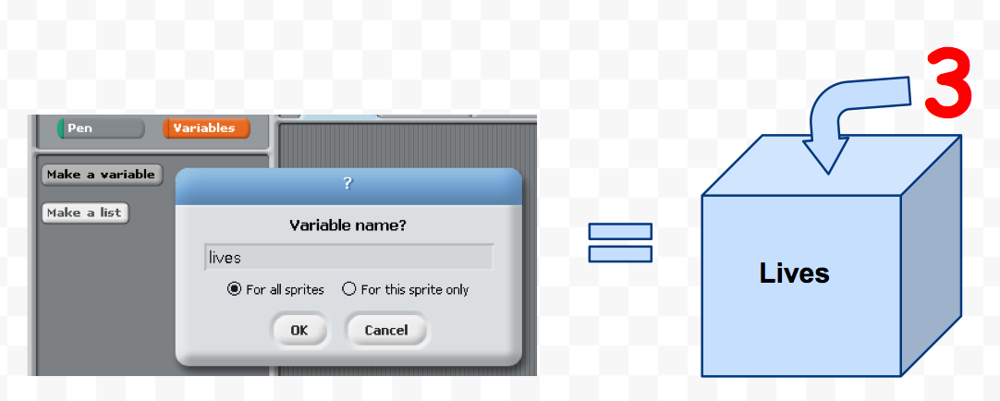 Pen Variables
Make a variable
Make a list
?
Variable name?
lives
For all sprites For this sprite only
OK Cancel
3
Lives